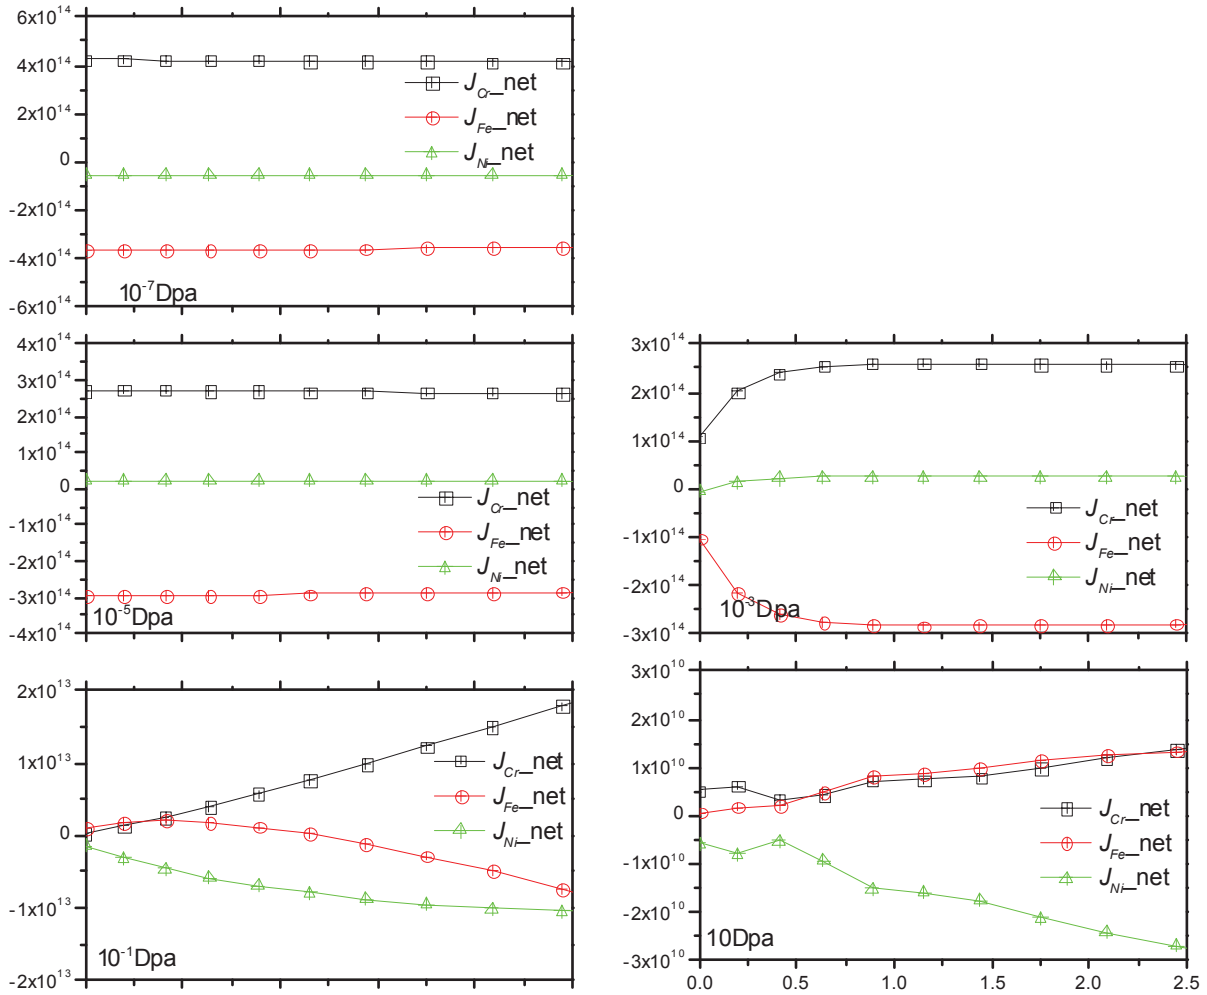 6x10^14
4x10^14
2x10^14
0
-2x10^14
-4x10^14
-6x10^14
J_Cr_net
J_Fe_net
J_Ni_net
10^-7Dpa
4x10^14
3x10^14
2x10^14
1x10^14
0
-1x10^14
-2x10^14
-3x10^14
-4x10^14
J_Cr_net
J_Fe_net
J_Ni_net
10^-5Dpa
3x10^14
2x10^14
1x10^14
0
-1x10^14
-2x10^14
-3x10^14
J_Cr_net
J_Fe_net
J_Ni_net
10^-3Dpa
2x10^13
1x10^13
0
-1x10^13
-2x10^13
J_Cr_net
J_Fe_net
J_Ni_net
10^-1Dpa
3x10^10
2x10^10
1x10^10
0
-1x10^10
-2x10^10
-3x10^10
J_Cr_net
J_Fe_net
J_Ni_net
10Dpa
0.0 0.5 1.0 1.5 2.0 2.5